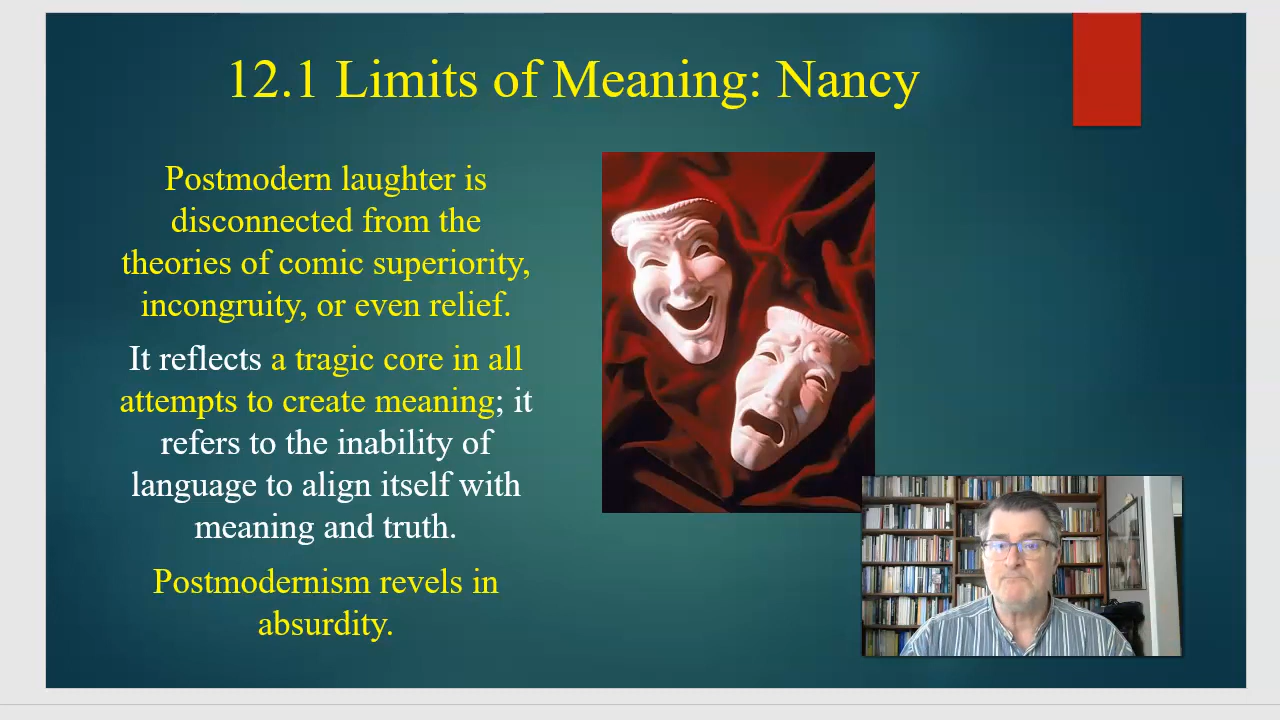 12.1 Limits of Meaning: Nancy
Postmodern laughter is
disconnected from the
theories of comic superiority,
incongruity, or even relief.
It reflects a tragic core in all
attempts to create meaning; it
refers to the inability of
language to align itself with
meaning and truth.
Postmodernism revels in
absurdity.